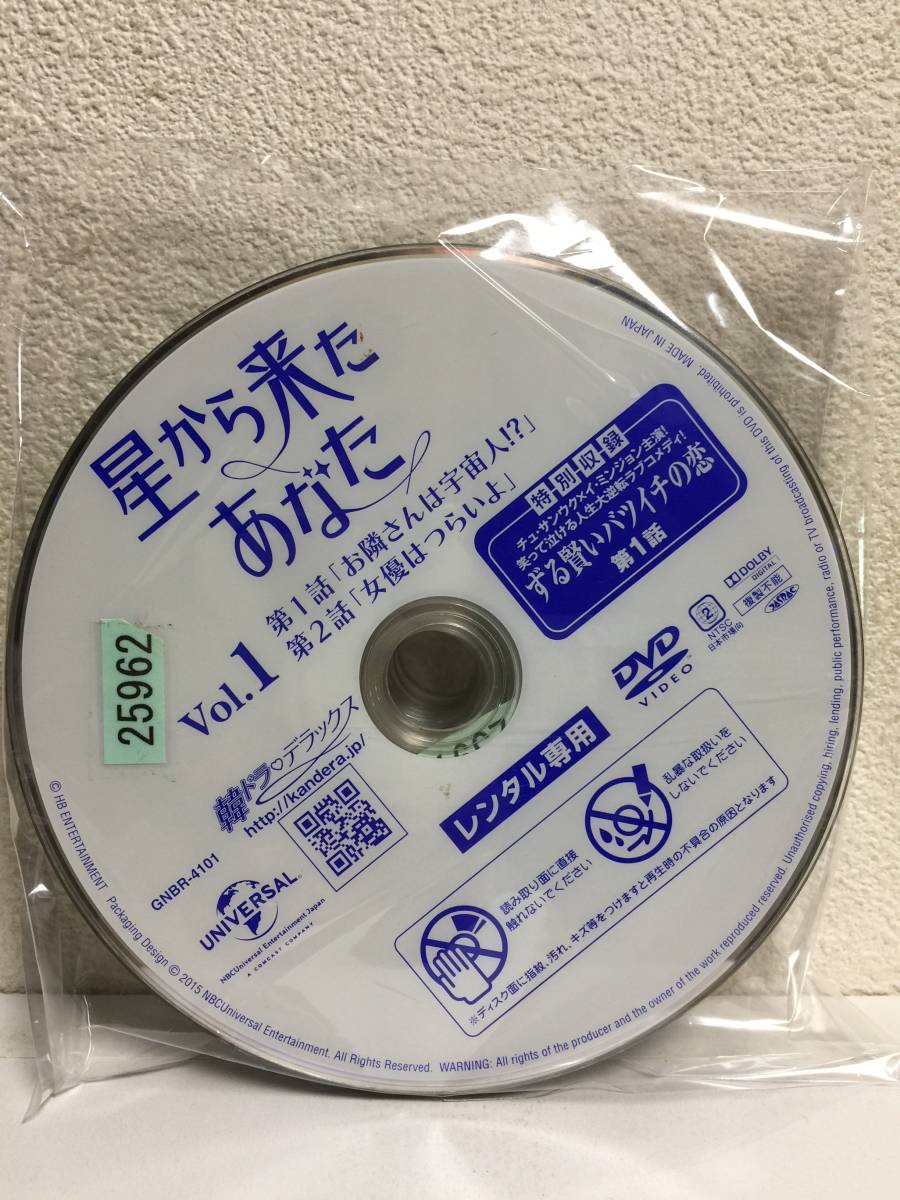 星から来た
あなた
Vol.1
第1話「お隣さんは宇宙人!?」
第2話「女優はつらいよ」
特別収録
チュ・サンウク×イ・ミンジョン主演!
笑って泣ける人生大逆転ラブコメディ!
ずる賢いバツイチの恋
第1話
25962
韓ドラ♡デラックス
http://kandera.jp/
GNBR-4101
UNIVERSAL
NBCUniversal Entertainment Japan
A COMCAST COMPANY
レンタル専用
DVD
VIDEO
2
NTSC
日本市場向
DOLBY
DIGITAL
複製不能
読み取り面に直接
触れないでください
乱暴な取扱いを
しないでください
※ディスク面に指紋、汚れ、キズ等をつけますと再生時の不具合の原因となります
© HB ENTERTAINMENT Packaging Design © 2015 NBCUniversal Entertainment. All Rights Reserved. WARNING: All rights of the producer and the owner of the work reproduced reserved. Unauthorised copying, hiring, lending, public performance, radio or TV broadcasting of this DVD is prohibited. MADE IN JAPAN